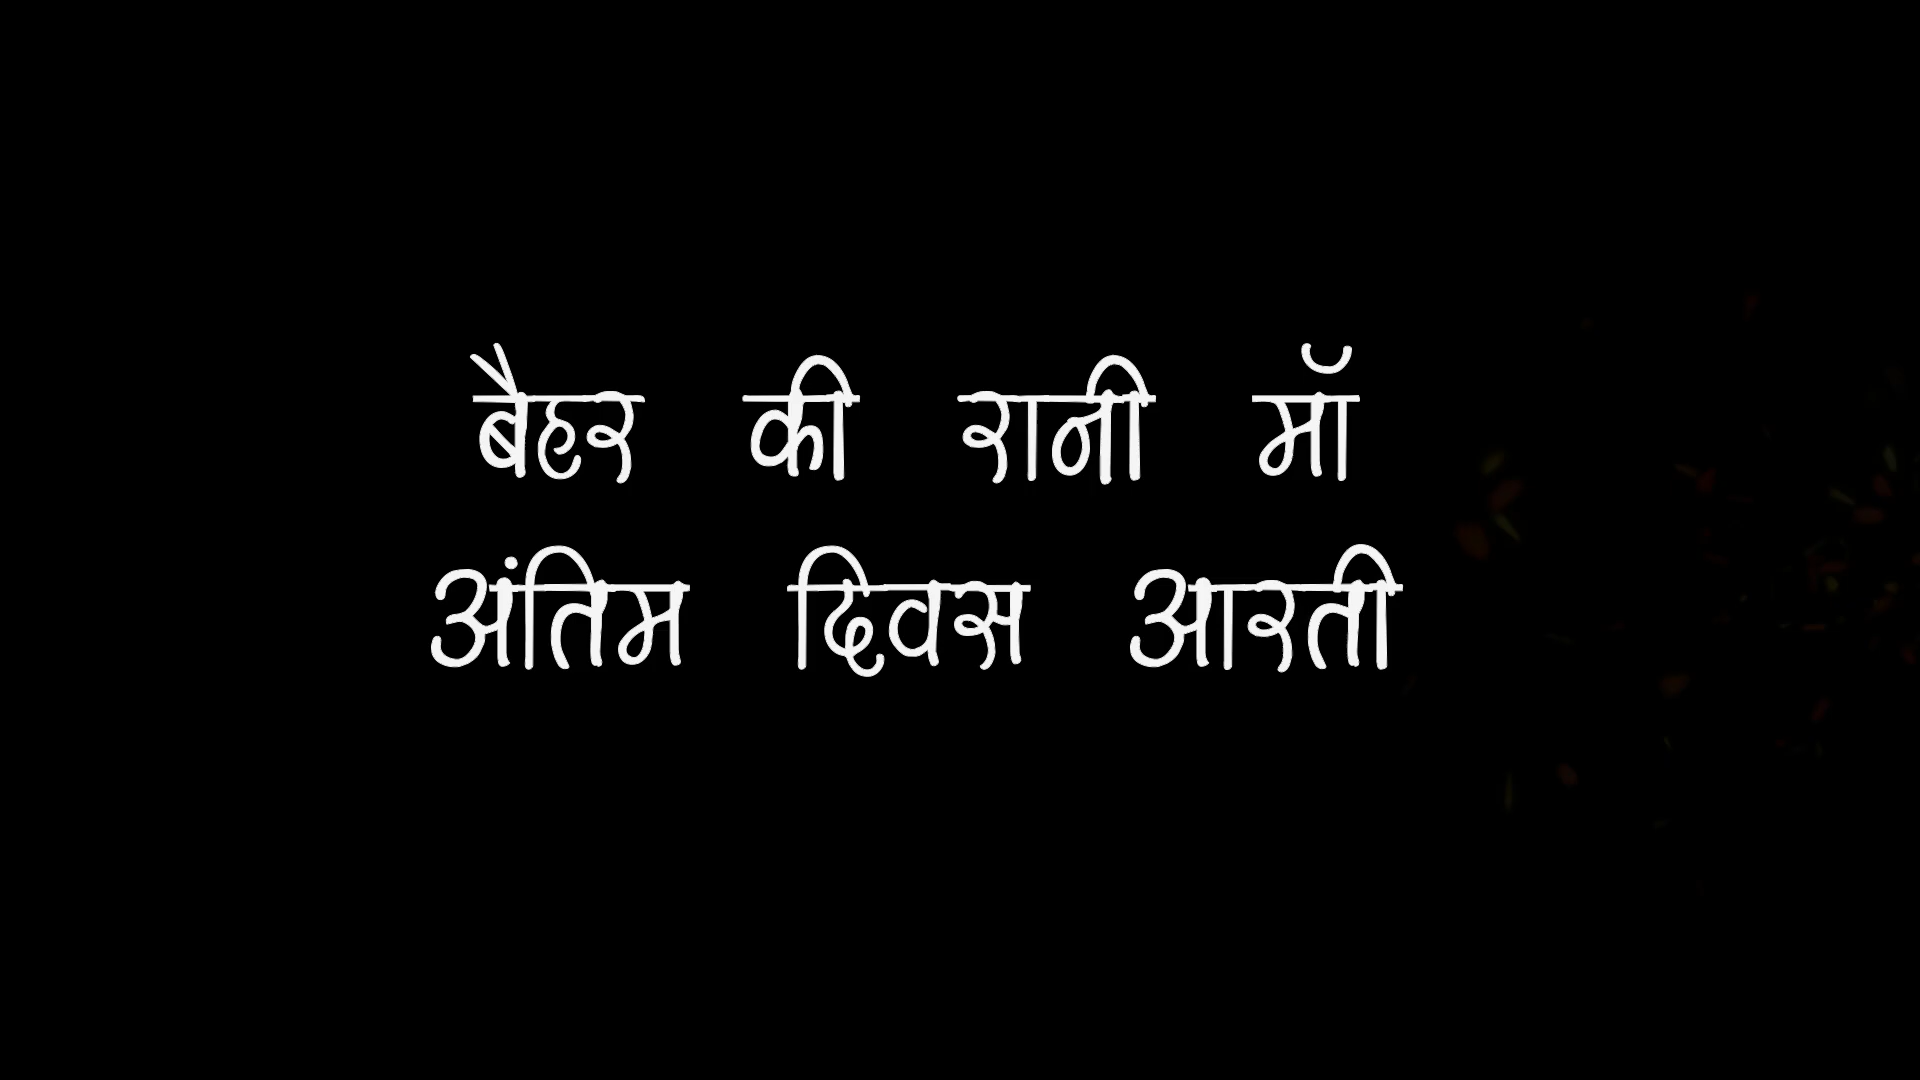 बैहर की रानी मॉ
अंतिम दिवस आरती